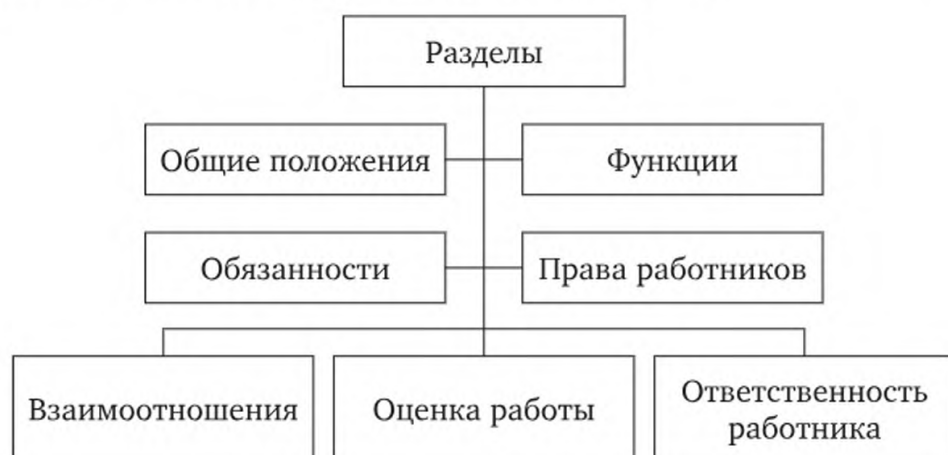 Разделы
Общие положения
Функции
Обязанности
Права работников
Взаимоотношения
Оценка работы
Ответственность
работника